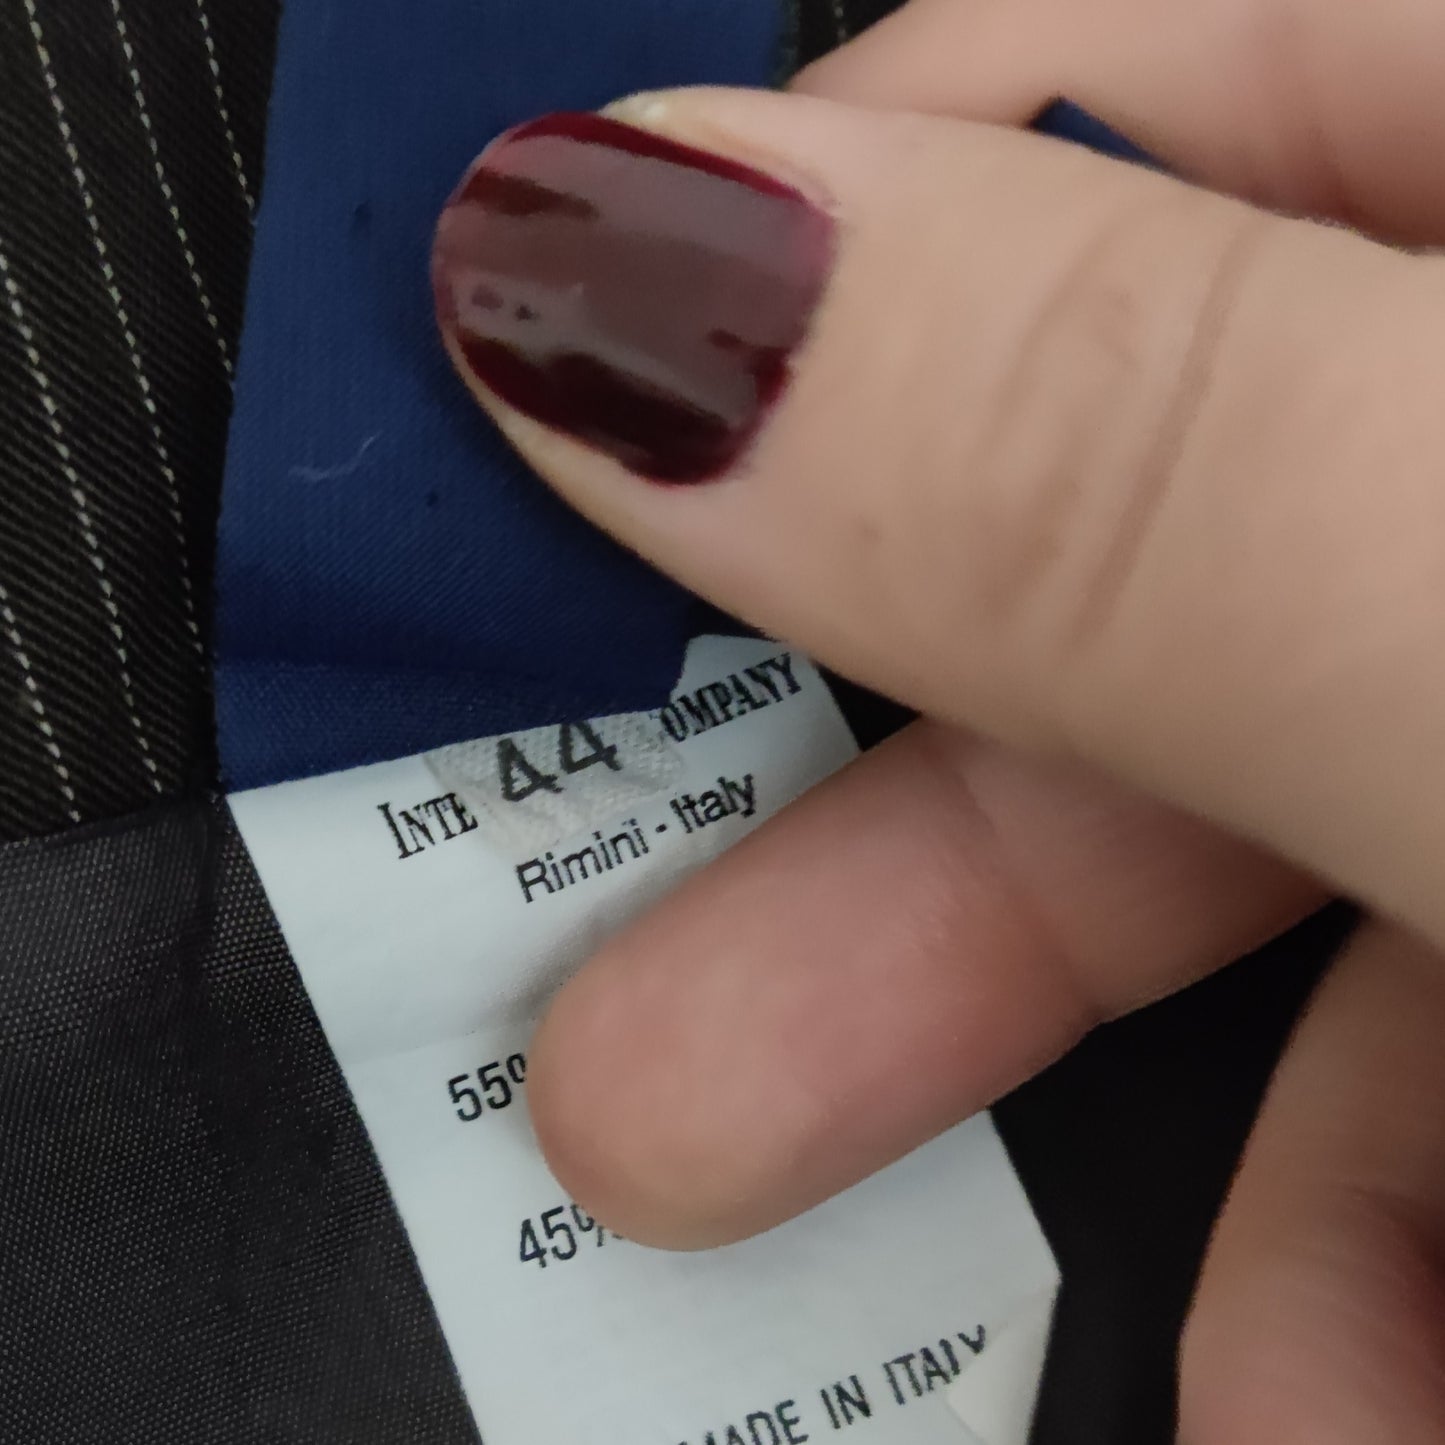 44
INTE OMPANY
Rimini - Italy
55%
45%
MADE IN ITALY